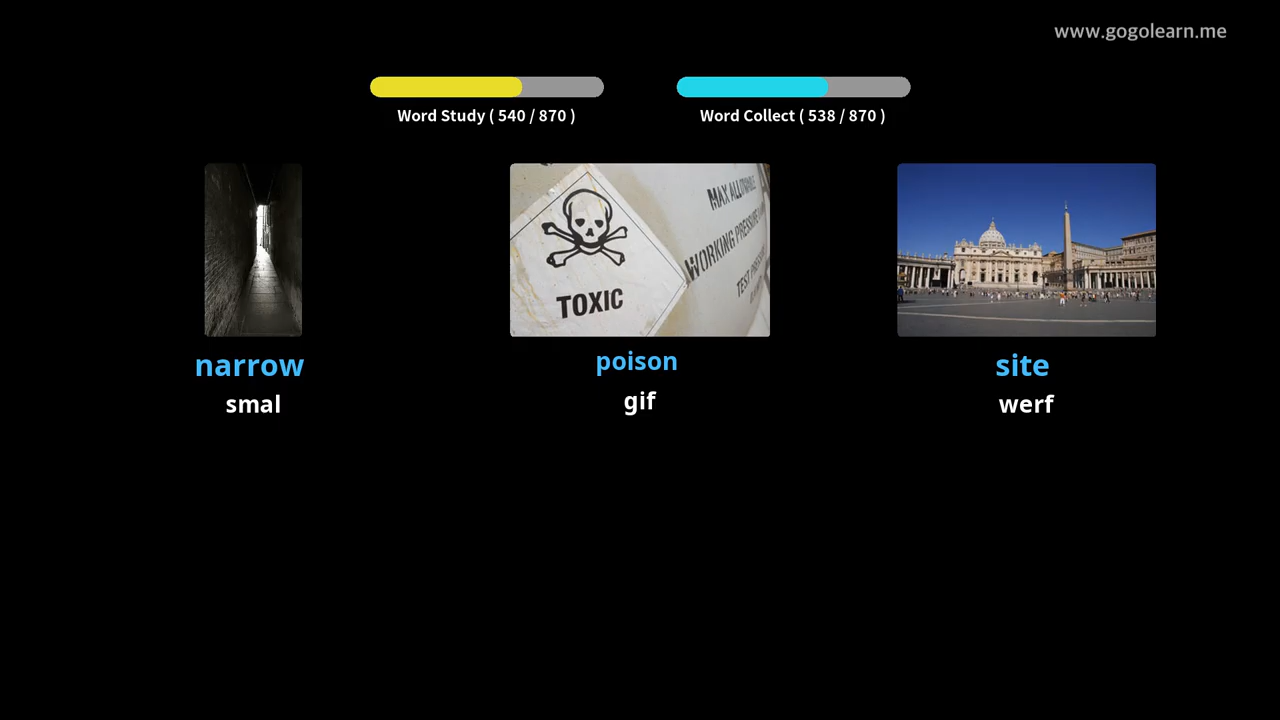 www.gogolearn.me
Word Study ( 540 / 870 )
Word Collect ( 538 / 870 )
TOXIC
MAX ALLOWABLE
WORKING PRESSURE
narrow
poison
site
smal
gif
werf